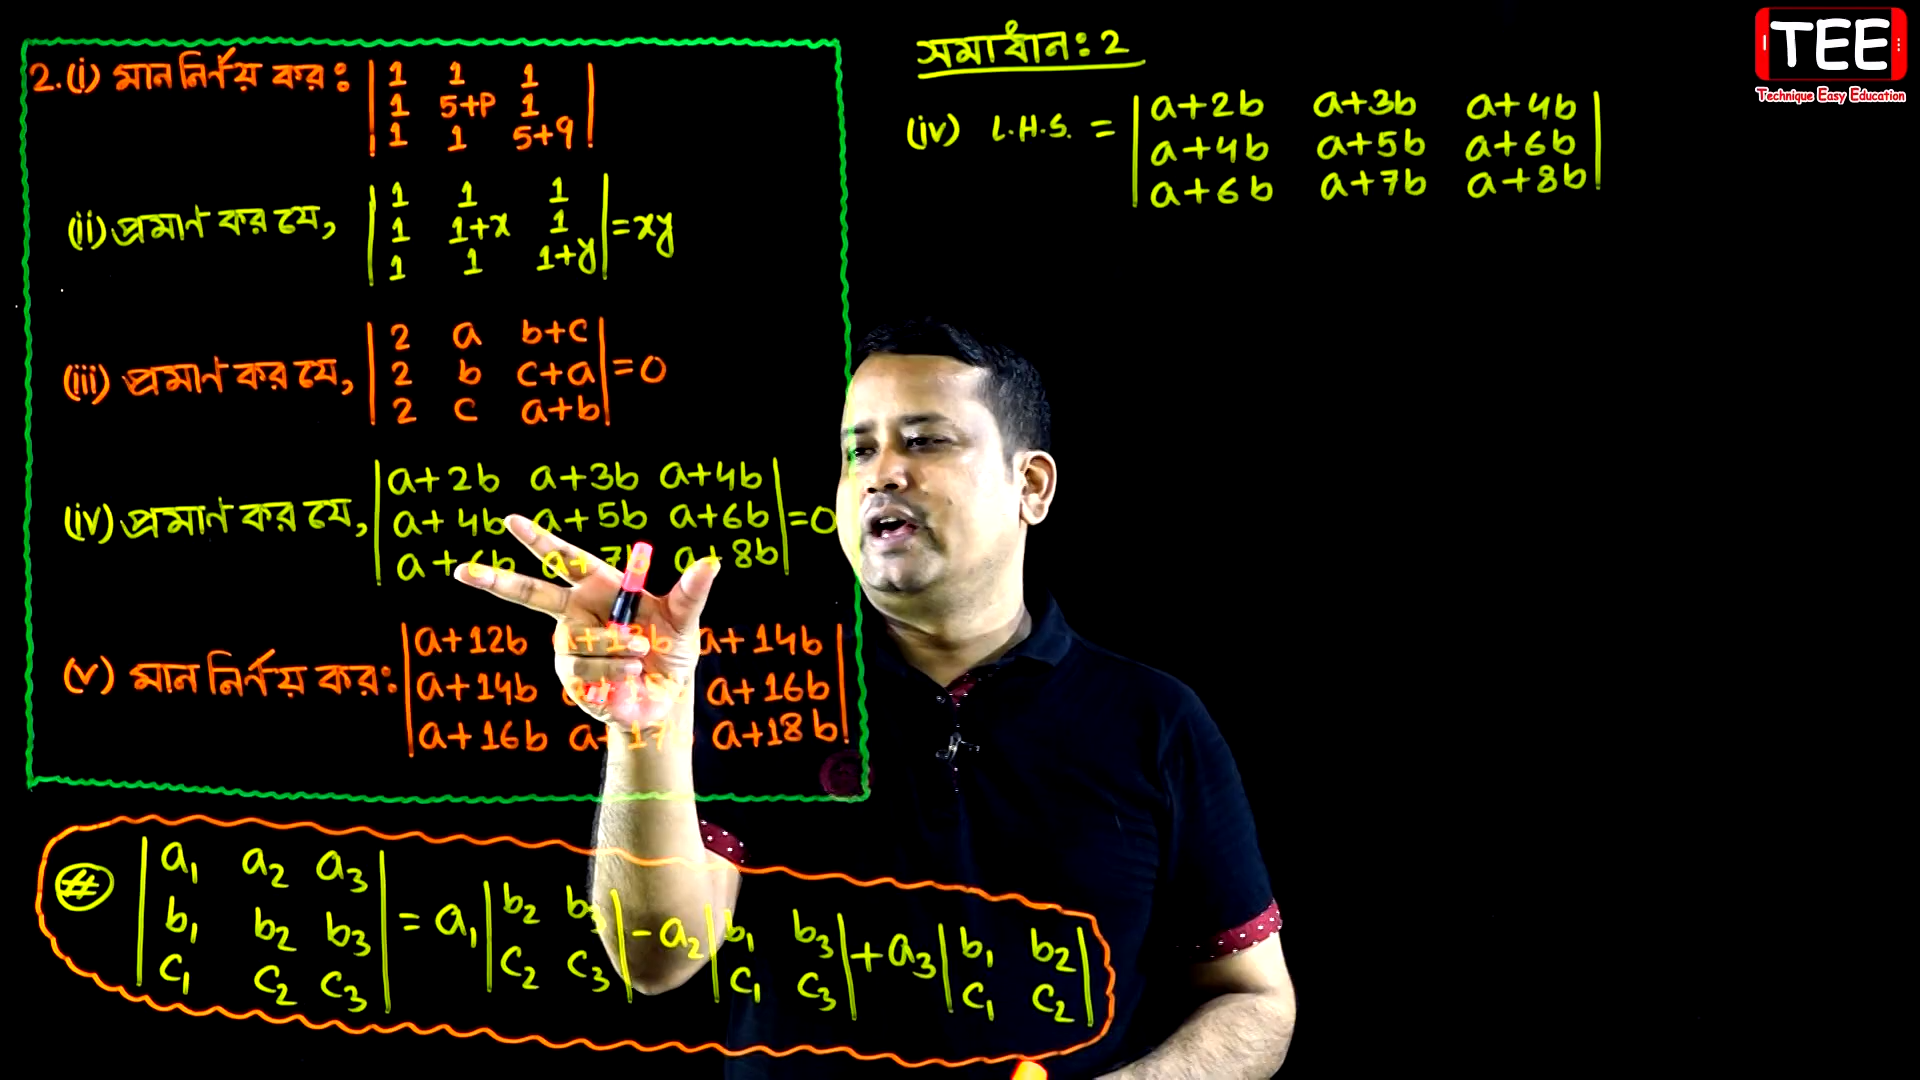 2.(i) মান নির্ণয় কর: | 1 1 1 |
| 1 5+P 1 |
| 1 1 5+q |
(ii) প্রমাণ কর যে, | 1 1 1 |
| 1 1+x 1 | = xy
| 1 1 1+y |
(iii) প্রমাণ কর যে, | 2 a b+c |
| 2 b c+a | = 0
| 2 c a+b |
(iv) প্রমাণ কর যে, | a+2b a+3b a+4b |
| a+4b a+5b a+6b | = 0
| a+6b a+7b a+8b |
(v) মান নির্ণয় কর: | a+12b a+13b a+14b |
| a+14b a+15b a+16b |
| a+16b a+17b a+18b |
# | a₁ a₂ a₃ |
| b₁ b₂ b₃ | = a₁ | b₂ b₃ | - a₂ | b₁ b₃ | + a₃ | b₁ b₂ |
| c₁ c₂ c₃ | | c₂ c₃ | | c₁ c₃ | | c₁ c₂ |
সমাধান: 2
(iv) L.H.S. = | a+2b a+3b a+4b |
| a+4b a+5b a+6b |
| a+6b a+7b a+8b |
TEE
Technique Easy Education